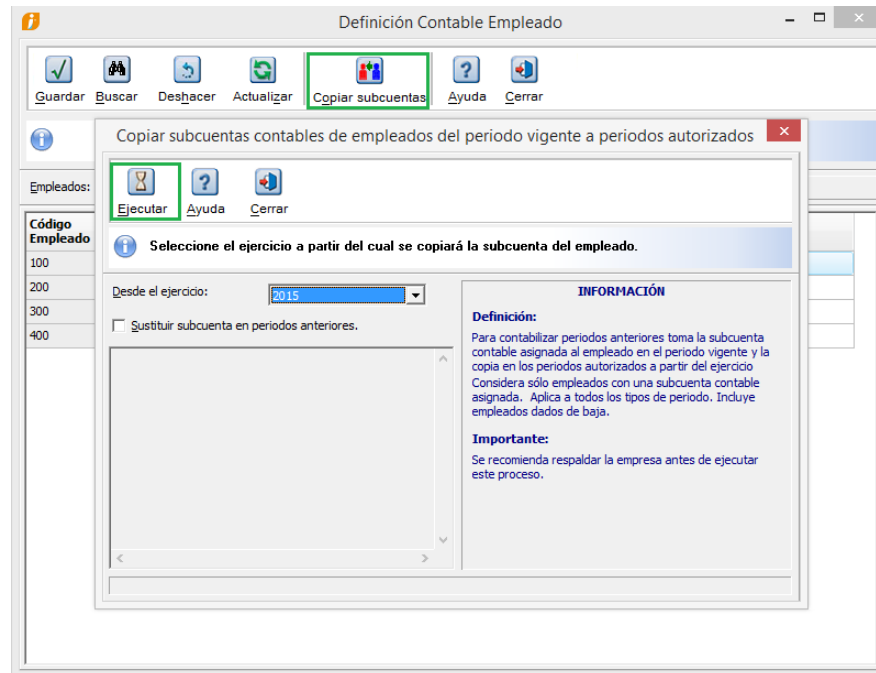 Definición Contable Empleado
Guardar Buscar Deshacer Actualizar Copiar subcuentas Ayuda Cerrar
Copiar subcuentas contables de empleados del periodo vigente a periodos autorizados
Empleados:
Ejecutar Ayuda Cerrar
Código
Empleado
Seleccione el ejercicio a partir del cual se copiará la subcuenta del empleado.
100
200
300
400
Desde el ejercicio: 2015
Sustituir subcuenta en periodos anteriores.
INFORMACIÓN
Definición:
Para contabilizar periodos anteriores toma la subcuenta
contable asignada al empleado en el periodo vigente y la
copia en los periodos autorizados a partir del ejercicio
Considera sólo empleados con una subcuenta contable
asignada. Aplica a todos los tipos de periodo. Incluye
empleados dados de baja.
Importante:
Se recomienda respaldar la empresa antes de ejecutar
este proceso.